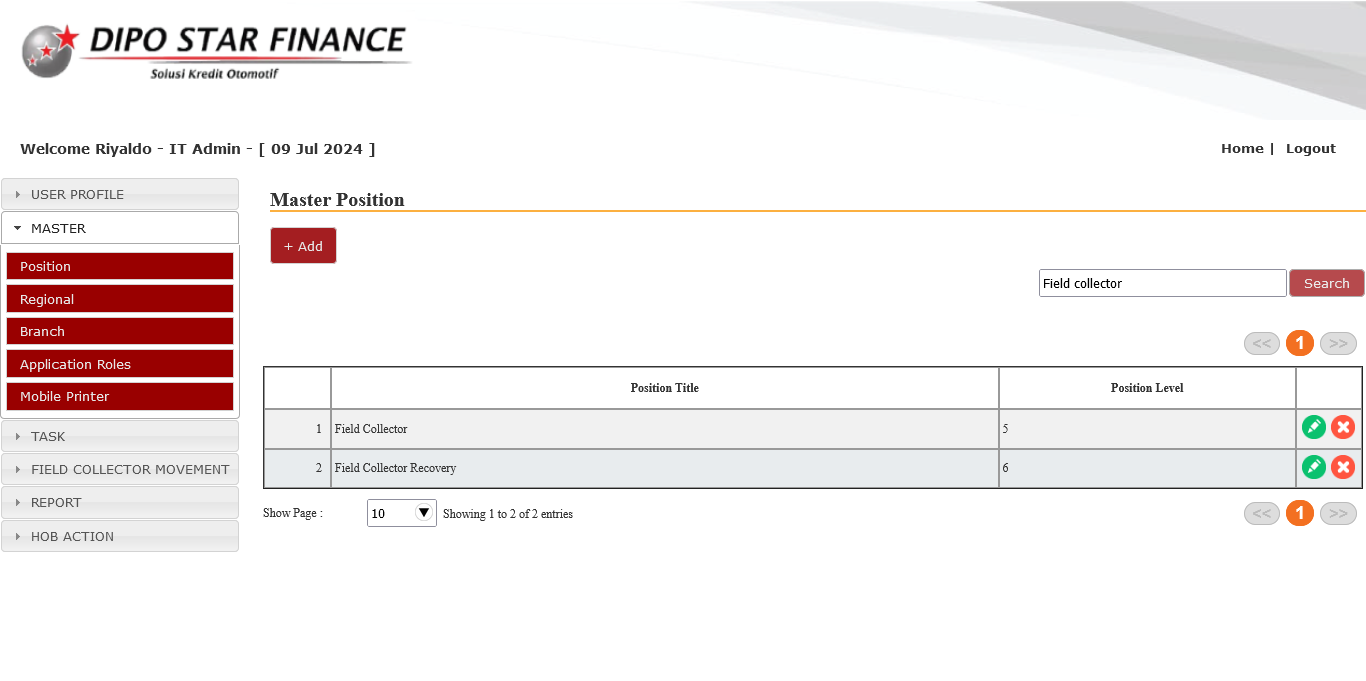 DIPO STAR FINANCE
Solusi Kredit Otomotif
Welcome Riyaldo - IT Admin - [ 09 Jul 2024 ]
Home | Logout
USER PROFILE
MASTER
Position
Regional
Branch
Application Roles
Mobile Printer
TASK
FIELD COLLECTOR MOVEMENT
REPORT
HOB ACTION
Master Position
+ Add
Field collector Search
<< 1 >>
Position Title Position Level
1 Field Collector 5
2 Field Collector Recovery 6
Show Page : 10 Showing 1 to 2 of 2 entries << 1 >>